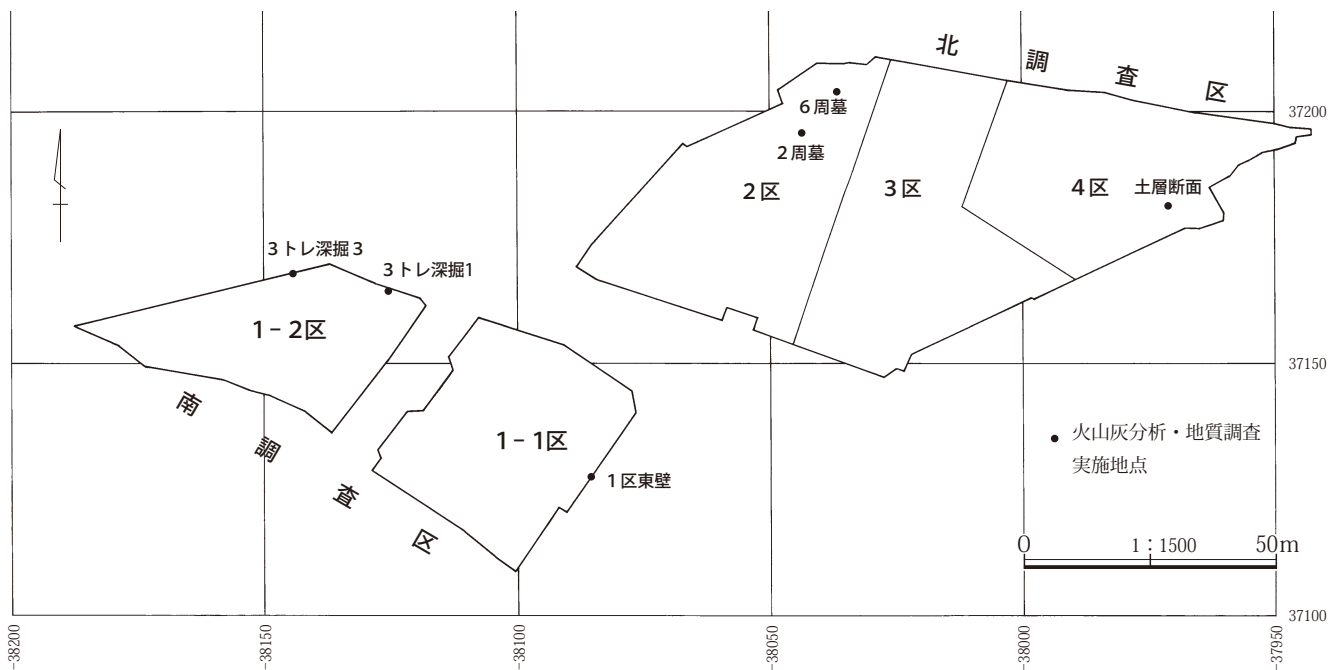 北調査区
37200
6周墓
2周墓
2区
3区
4区
土層断面
3トレ深掘3
3トレ深掘1
1-2区
37150
南調査区
1-1区
1区東壁
火山灰分析・地質調査
実施地点
0 1：1500 50m
37100
-38200
-38150
-38100
-38050
-38000
-37950